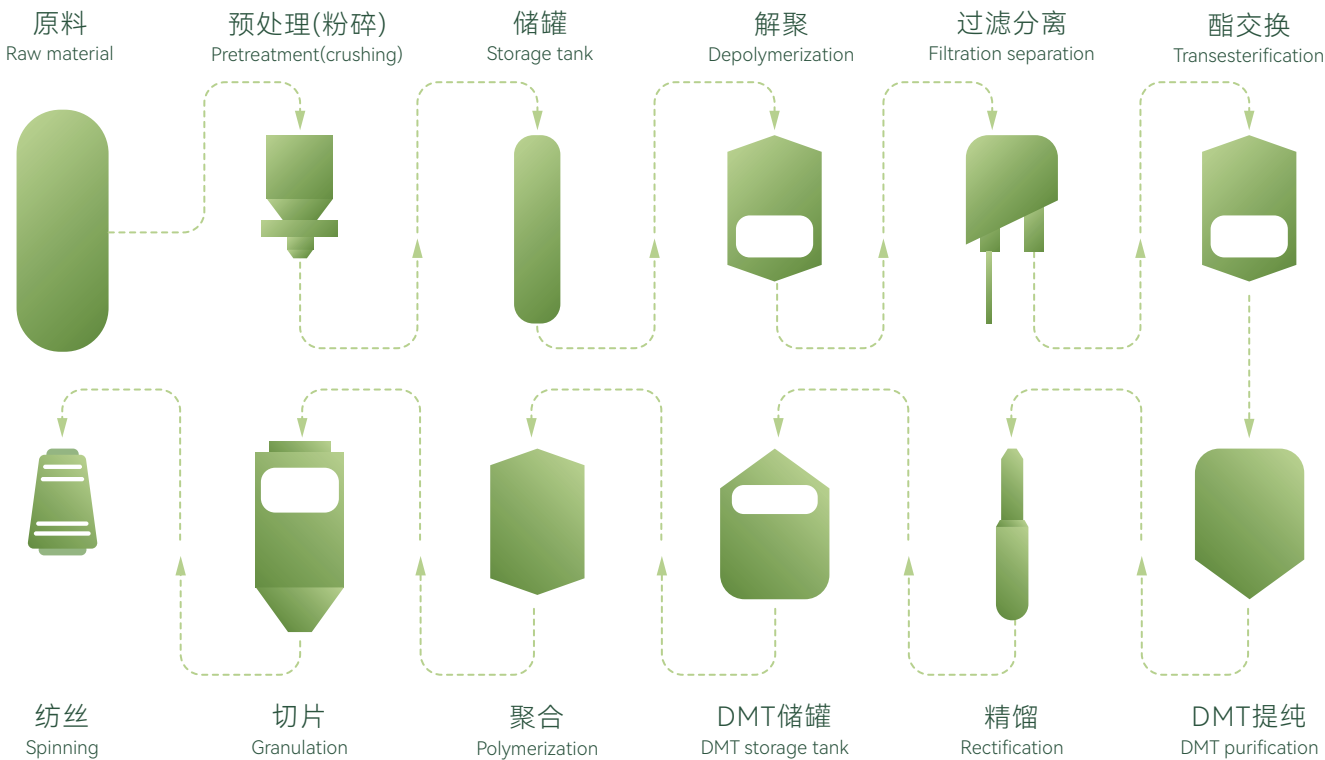 原料
Raw material
预处理(粉碎)
Pretreatment(crushing)
储罐
Storage tank
解聚
Depolymerization
过滤分离
Filtration separation
酯交换
Transesterification
纺丝
Spinning
切片
Granulation
聚合
Polymerization
DMT储罐
DMT storage tank
精馏
Rectification
DMT提纯
DMT purification